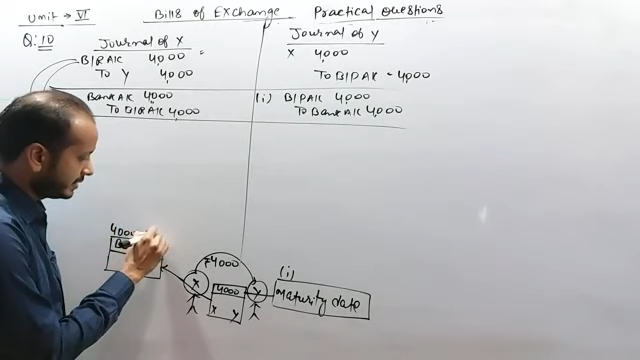 Unit → VI
Bills of Exchange
Practical Questions
Q: 10
Journal of X
B/R A/c 4,000
To Y 4,000
Bank A/c 4,000
To B/R A/c 4,000
Journal of Y
X 4,000
To B/P A/c - 4,000
(i) B/P A/c 4,000
To Bank A/c 4,000
4000
₹4000
X
4000
Y
X Y
(i)
Maturity date